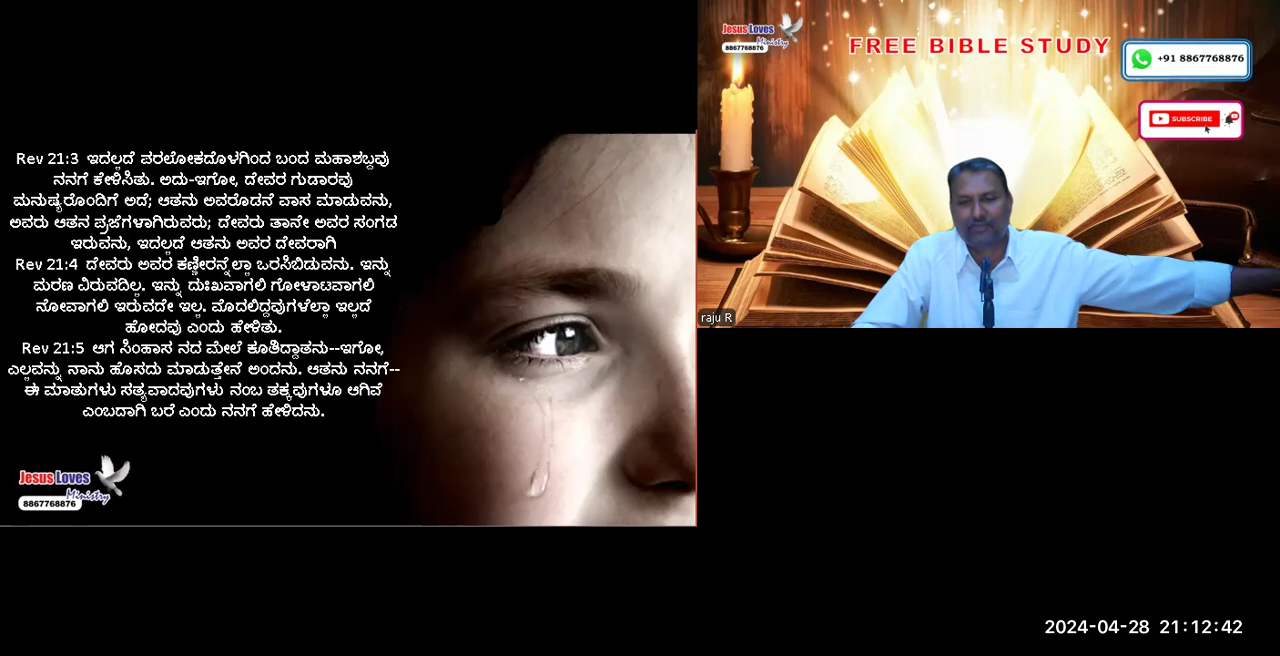 Rev 21:3 ಇದಲ್ಲದೆ ಪರಲೋಕದೊಳಗಿಂದ ಬಂದ ಮಹಾಶಬ್ದವು
ನನಗೆ ಕೇಳಿಸಿತು. ಅದು-ಇಗೋ, ದೇವರ ಗುಡಾರವು
ಮನುಷ್ಯರೊಂದಿಗೆ ಅದೆ; ಆತನು ಅವರೊಡನೆ ವಾಸ ಮಾಡುವನು,
ಅವರು ಆತನ ಪ್ರಜೆಗಳಾಗಿರುವರು; ದೇವರು ತಾನೇ ಅವರ ಸಂಗಡ
ಇರುವನು, ಇದಲ್ಲದೆ ಆತನು ಅವರ ದೇವರಾಗಿ
Rev 21:4 ದೇವರು ಅವರ ಕಣ್ಣೀರನ್ನೆಲ್ಲಾ ಒರಸಿಬಿಡುವನು. ಇನ್ನು
ಮರಣ ವಿರುವದಿಲ್ಲ. ಇನ್ನು ದುಃಖವಾಗಲಿ ಗೋಳಾಟವಾಗಲಿ
ನೋವಾಗಲಿ ಇರುವದೇ ಇಲ್ಲ. ಮೊದಲಿದ್ದವುಗಳೆಲ್ಲಾ ಇಲ್ಲದೆ
ಹೋದವು ಎಂದು ಹೇಳಿತು.
Rev 21:5 ಆಗ ಸಿಂಹಾಸ ನದ ಮೇಲೆ ಕೂತಿದ್ದಾತನು--ಇಗೋ,
ಎಲ್ಲವನ್ನು ನಾನು ಹೊಸದು ಮಾಡುತ್ತೇನೆ ಅಂದನು. ಆತನು ನನಗೆ--
ಈ ಮಾತುಗಳು ಸತ್ಯವಾದವುಗಳು ನಂಬ ತಕ್ಕವುಗಳೂ ಆಗಿವೆ
ಎಂಬದಾಗಿ ಬರೆ ಎಂದು ನನಗೆ ಹೇಳಿದನು.
Jesus Loves
Ministry
8867768876
Jesus Loves
Ministry
8867768876
FREE BIBLE STUDY
+91 8867768876
SUBSCRIBE
raju R
2024-04-28 21:12:42